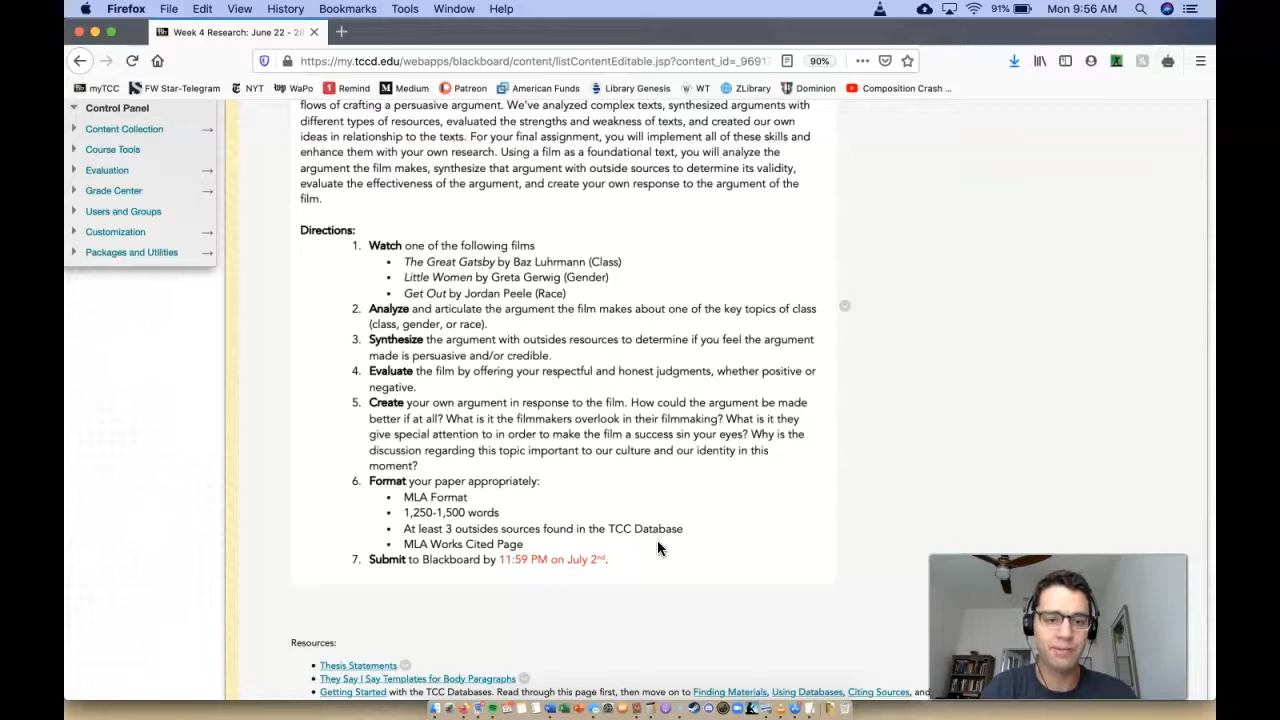 Firefox File Edit View History Bookmarks Tools Window Help 91% Mon 9:56 AM
Week 4 Research: June 22 - 28
https://my.tccd.edu/webapps/blackboard/content/listContentEditable.jsp?content_id=_9691 90%
myTCC FW Star-Telegram NYT WaPo Remind Medium Patreon American Funds Library Genesis WT ZLibrary Dominion Composition Crash ...
Control Panel
Content Collection
Course Tools
Evaluation
Grade Center
Users and Groups
Customization
Packages and Utilities
flows of crafting a persuasive argument. We've analyzed complex texts, synthesized arguments with
different types of resources, evaluated the strengths and weakness of texts, and created our own
ideas in relationship to the texts. For your final assignment, you will implement all of these skills and
enhance them with your own research. Using a film as a foundational text, you will analyze the
argument the film makes, synthesize that argument with outside sources to determine its validity,
evaluate the effectiveness of the argument, and create your own response to the argument of the
film.
Directions:
1. Watch one of the following films
▪ The Great Gatsby by Baz Luhrmann (Class)
▪ Little Women by Greta Gerwig (Gender)
▪ Get Out by Jordan Peele (Race)
2. Analyze and articulate the argument the film makes about one of the key topics of class
(class, gender, or race).
3. Synthesize the argument with outsides resources to determine if you feel the argument
made is persuasive and/or credible.
4. Evaluate the film by offering your respectful and honest judgments, whether positive or
negative.
5. Create your own argument in response to the film. How could the argument be made
better if at all? What is it the filmmakers overlook in their filmmaking? What is it they
give special attention to in order to make the film a success sin your eyes? Why is the
discussion regarding this topic important to our culture and our identity in this
moment?
6. Format your paper appropriately:
▪ MLA Format
▪ 1,250-1,500 words
▪ At least 3 outsides sources found in the TCC Database
▪ MLA Works Cited Page
7. Submit to Blackboard by 11:59 PM on July 2nd.
Resources:
▪ Thesis Statements
▪ They Say I Say Templates for Body Paragraphs
▪ Getting Started with the TCC Databases. Read through this page first, then move on to Finding Materials, Using Databases, Citing Sources, and